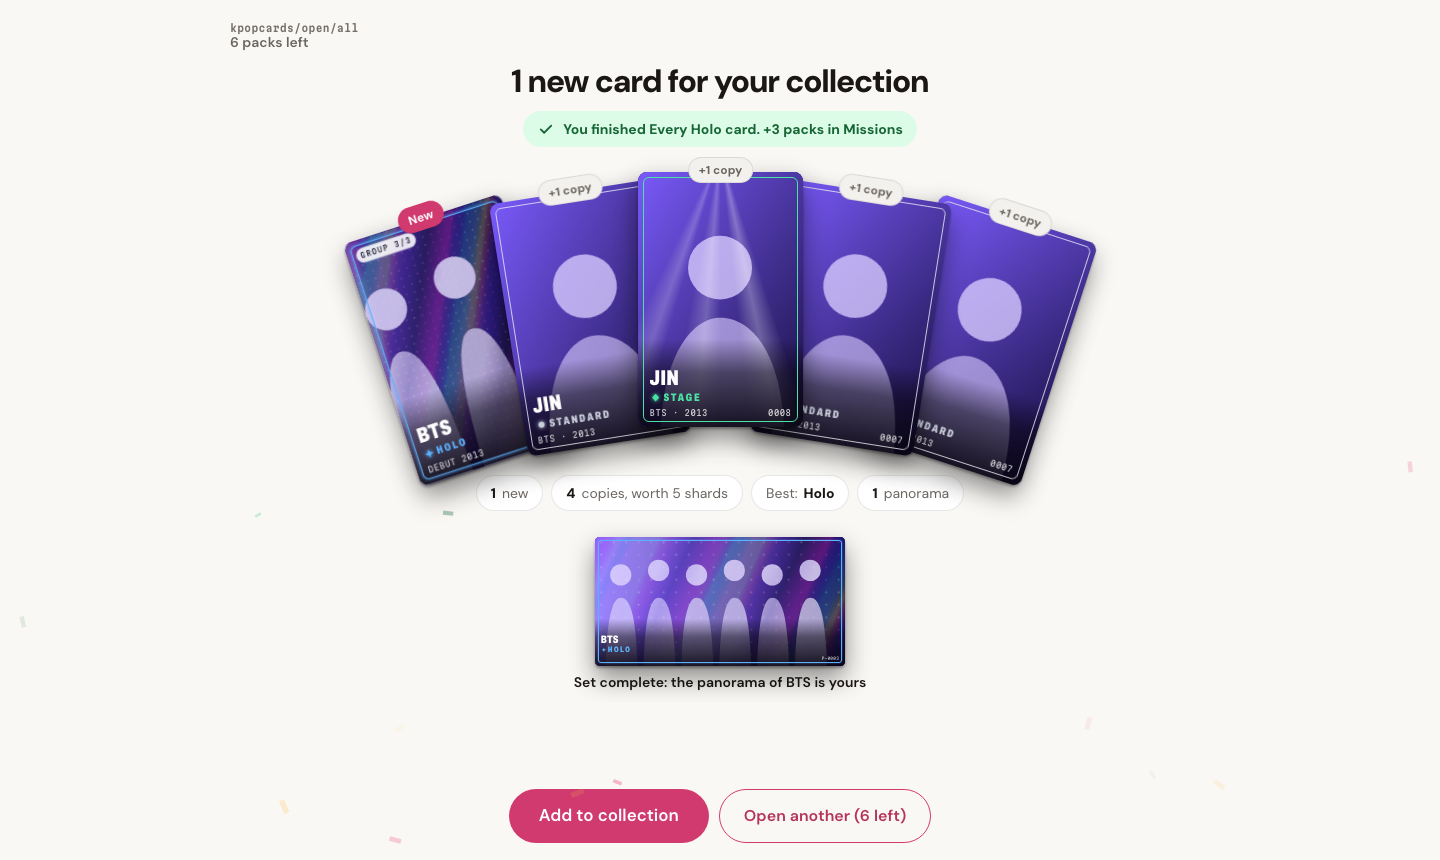 kpopcards/open/all
6 packs left
1 new card for your collection
You finished Every Holo card. +3 packs in Missions
New
GROUP 3/3
BTS
HOLO
DEBUT 2013
+1 copy
JIN
STANDARD
BTS · 2013
+1 copy
JIN
STAGE
BTS · 2013 0008
+1 copy
NDARD
2013 0007
+1 copy
NDARD
013 0007
1 new
4 copies, worth 5 shards
Best: Holo
1 panorama
BTS
HOLO
Set complete: the panorama of BTS is yours
Add to collection
Open another (6 left)